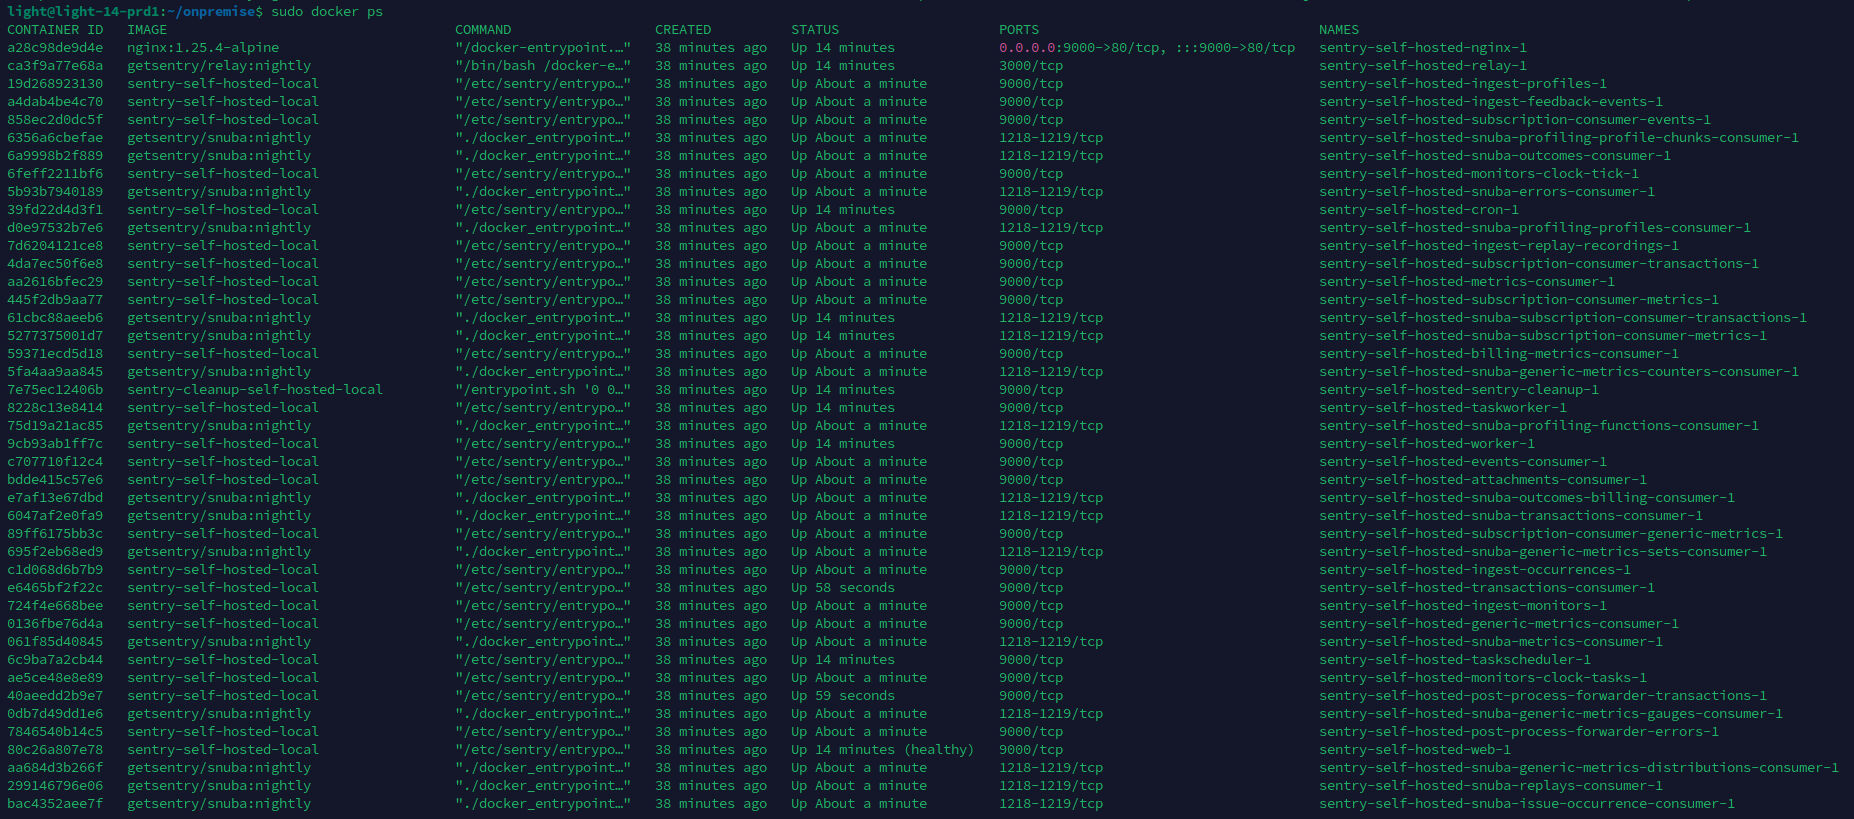 light@light-14-prd1:~/onpremise$ sudo docker ps
CONTAINER ID   IMAGE                            COMMAND                  CREATED          STATUS                    PORTS                                   NAMES
a28c98de9d4e   nginx:1.25.4-alpine              "/docker-entrypoint.…"   38 minutes ago   Up 14 minutes             0.0.0.0:9000->80/tcp, :::9000->80/tcp   sentry-self-hosted-nginx-1
ca3f9a77e68a   getsentry/relay:nightly          "/bin/bash /docker-e…"   38 minutes ago   Up 14 minutes             3000/tcp                                sentry-self-hosted-relay-1
19d268923130   sentry-self-hosted-local         "/etc/sentry/entrypo…"   38 minutes ago   Up About a minute         9000/tcp                                sentry-self-hosted-ingest-profiles-1
a4dab4be4c70   sentry-self-hosted-local         "/etc/sentry/entrypo…"   38 minutes ago   Up About a minute         9000/tcp                                sentry-self-hosted-ingest-feedback-events-1
858ec2d0dc5f   sentry-self-hosted-local         "/etc/sentry/entrypo…"   38 minutes ago   Up About a minute         9000/tcp                                sentry-self-hosted-subscription-consumer-events-1
6356a6cbefae   getsentry/snuba:nightly          "./docker_entrypoint…"   38 minutes ago   Up About a minute         1218-1219/tcp                           sentry-self-hosted-snuba-profiling-profile-chunks-consumer-1
6a9998b2f889   getsentry/snuba:nightly          "./docker_entrypoint…"   38 minutes ago   Up About a minute         1218-1219/tcp                           sentry-self-hosted-snuba-outcomes-consumer-1
6feff2211bf6   sentry-self-hosted-local         "/etc/sentry/entrypo…"   38 minutes ago   Up About a minute         9000/tcp                                sentry-self-hosted-monitors-clock-tick-1
5b93b7940189   getsentry/snuba:nightly          "./docker_entrypoint…"   38 minutes ago   Up About a minute         1218-1219/tcp                           sentry-self-hosted-snuba-errors-consumer-1
39fd22d4d3f1   sentry-self-hosted-local         "/etc/sentry/entrypo…"   38 minutes ago   Up 14 minutes             9000/tcp                                sentry-self-hosted-cron-1
d0e97532b7e6   getsentry/snuba:nightly          "./docker_entrypoint…"   38 minutes ago   Up About a minute         1218-1219/tcp                           sentry-self-hosted-snuba-profiling-profiles-consumer-1
7d6204121ce8   sentry-self-hosted-local         "/etc/sentry/entrypo…"   38 minutes ago   Up About a minute         9000/tcp                                sentry-self-hosted-ingest-replay-recordings-1
4da7ec50f6e8   sentry-self-hosted-local         "/etc/sentry/entrypo…"   38 minutes ago   Up About a minute         9000/tcp                                sentry-self-hosted-subscription-consumer-transactions-1
aa2616bfec29   sentry-self-hosted-local         "/etc/sentry/entrypo…"   38 minutes ago   Up About a minute         9000/tcp                                sentry-self-hosted-metrics-consumer-1
445f2db9aa77   sentry-self-hosted-local         "/etc/sentry/entrypo…"   38 minutes ago   Up About a minute         9000/tcp                                sentry-self-hosted-subscription-consumer-metrics-1
61cbc88aeeb6   getsentry/snuba:nightly          "./docker_entrypoint…"   38 minutes ago   Up 14 minutes             1218-1219/tcp                           sentry-self-hosted-snuba-subscription-consumer-transactions-1
5277375001d7   getsentry/snuba:nightly          "./docker_entrypoint…"   38 minutes ago   Up 14 minutes             1218-1219/tcp                           sentry-self-hosted-snuba-subscription-consumer-metrics-1
59371ecd5d18   sentry-self-hosted-local         "/etc/sentry/entrypo…"   38 minutes ago   Up About a minute         9000/tcp                                sentry-self-hosted-billing-metrics-consumer-1
5fa4aa9aa845   getsentry/snuba:nightly          "./docker_entrypoint…"   38 minutes ago   Up About a minute         1218-1219/tcp                           sentry-self-hosted-snuba-generic-metrics-counters-consumer-1
7e75ec12406b   sentry-cleanup-self-hosted-local "/entrypoint.sh '0 0…"   38 minutes ago   Up 14 minutes             9000/tcp                                sentry-self-hosted-sentry-cleanup-1
8228c13e8414   sentry-self-hosted-local         "/etc/sentry/entrypo…"   38 minutes ago   Up 14 minutes             9000/tcp                                sentry-self-hosted-taskworker-1
75d19a21ac85   getsentry/snuba:nightly          "./docker_entrypoint…"   38 minutes ago   Up About a minute         1218-1219/tcp                           sentry-self-hosted-snuba-profiling-functions-consumer-1
9cb93ab1ff7c   sentry-self-hosted-local         "/etc/sentry/entrypo…"   38 minutes ago   Up 14 minutes             9000/tcp                                sentry-self-hosted-worker-1
c707710f12c4   sentry-self-hosted-local         "/etc/sentry/entrypo…"   38 minutes ago   Up About a minute         9000/tcp                                sentry-self-hosted-events-consumer-1
bdde415c57e6   sentry-self-hosted-local         "/etc/sentry/entrypo…"   38 minutes ago   Up About a minute         9000/tcp                                sentry-self-hosted-attachments-consumer-1
e7af13e67dbd   getsentry/snuba:nightly          "./docker_entrypoint…"   38 minutes ago   Up About a minute         1218-1219/tcp                           sentry-self-hosted-snuba-outcomes-billing-consumer-1
6047af2e0fa9   getsentry/snuba:nightly          "./docker_entrypoint…"   38 minutes ago   Up About a minute         1218-1219/tcp                           sentry-self-hosted-snuba-transactions-consumer-1
89ff6175bb3c   sentry-self-hosted-local         "/etc/sentry/entrypo…"   38 minutes ago   Up About a minute         9000/tcp                                sentry-self-hosted-subscription-consumer-generic-metrics-1
695f2eb68ed9   getsentry/snuba:nightly          "./docker_entrypoint…"   38 minutes ago   Up About a minute         1218-1219/tcp                           sentry-self-hosted-snuba-generic-metrics-sets-consumer-1
c1d068d6b7b9   sentry-self-hosted-local         "/etc/sentry/entrypo…"   38 minutes ago   Up About a minute         9000/tcp                                sentry-self-hosted-ingest-occurrences-1
e6465bf2f22c   sentry-self-hosted-local         "/etc/sentry/entrypo…"   38 minutes ago   Up 58 seconds             9000/tcp                                sentry-self-hosted-transactions-consumer-1
724f4e668bee   sentry-self-hosted-local         "/etc/sentry/entrypo…"   38 minutes ago   Up About a minute         9000/tcp                                sentry-self-hosted-ingest-monitors-1
0136fbe76d4a   sentry-self-hosted-local         "/etc/sentry/entrypo…"   38 minutes ago   Up About a minute         9000/tcp                                sentry-self-hosted-generic-metrics-consumer-1
061f85d40845   getsentry/snuba:nightly          "./docker_entrypoint…"   38 minutes ago   Up About a minute         1218-1219/tcp                           sentry-self-hosted-snuba-metrics-consumer-1
6c9ba7a2cb44   sentry-self-hosted-local         "/etc/sentry/entrypo…"   38 minutes ago   Up 14 minutes             9000/tcp                                sentry-self-hosted-taskscheduler-1
ae5ce48e8e89   sentry-self-hosted-local         "/etc/sentry/entrypo…"   38 minutes ago   Up About a minute         9000/tcp                                sentry-self-hosted-monitors-clock-tasks-1
40aeedd2b9e7   sentry-self-hosted-local         "/etc/sentry/entrypo…"   38 minutes ago   Up 59 seconds             9000/tcp                                sentry-self-hosted-post-process-forwarder-transactions-1
0db7d49dd1e6   getsentry/snuba:nightly          "./docker_entrypoint…"   38 minutes ago   Up About a minute         1218-1219/tcp                           sentry-self-hosted-snuba-generic-metrics-gauges-consumer-1
7846540b14c5   sentry-self-hosted-local         "/etc/sentry/entrypo…"   38 minutes ago   Up About a minute         9000/tcp                                sentry-self-hosted-post-process-forwarder-errors-1
80c26a807e78   sentry-self-hosted-local         "/etc/sentry/entrypo…"   38 minutes ago   Up 14 minutes (healthy)   9000/tcp                                sentry-self-hosted-web-1
aa684d3b266f   getsentry/snuba:nightly          "./docker_entrypoint…"   38 minutes ago   Up About a minute         1218-1219/tcp                           sentry-self-hosted-snuba-generic-metrics-distributions-consumer-1
299146796e06   getsentry/snuba:nightly          "./docker_entrypoint…"   38 minutes ago   Up About a minute         1218-1219/tcp                           sentry-self-hosted-snuba-replays-consumer-1
bac4352aee7f   getsentry/snuba:nightly          "./docker_entrypoint…"   38 minutes ago   Up About a minute         1218-1219/tcp                           sentry-self-hosted-snuba-issue-occurrence-consumer-1